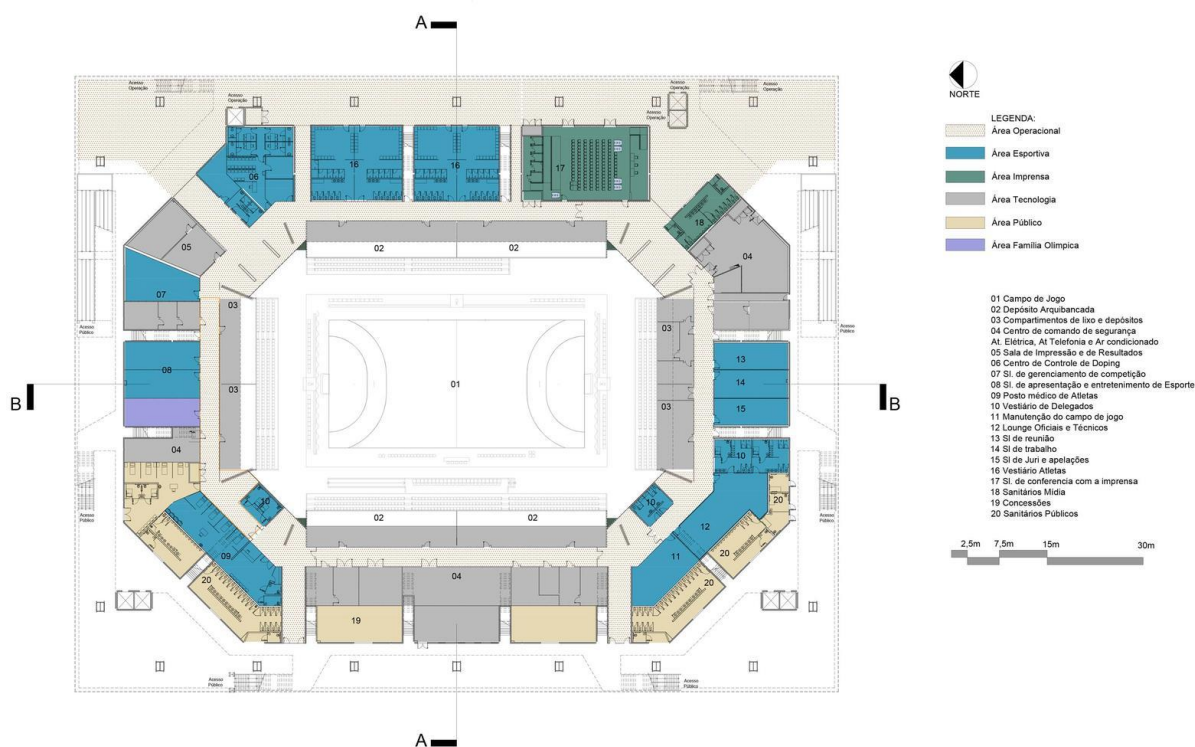 A
Acesso
Operação
Acesso
Operação
Acesso
Operação
Acesso
Operação
06
16
16
17
18
05
02
02
04
07
03
03
Acesso
Público
Acesso
Público
08
03
01
03
13
14
15
B
B
04
10
10
10
20
02
02
12
09
11
20
20
20
04
19
Acesso
Público
Acesso
Público
Acesso
Público
Acesso
Público
A
NORTE
LEGENDA:
Área Operacional
Área Esportiva
Área Imprensa
Área Tecnologia
Área Público
Área Família Olímpica
01 Campo de Jogo
02 Depósito Arquibancada
03 Compartimentos de lixo e depósitos
04 Centro de comando de segurança
At. Elétrica, At Telefonia e Ar condicionado
05 Sala de Impressão e de Resultados
06 Centro de Controle de Doping
07 Sl. de gerenciamento de competição
08 Sl. de apresentação e entretenimento de Esporte
09 Posto médico de Atletas
10 Vestiário de Delegados
11 Manutenção do campo de jogo
12 Lounge Oficiais e Técnicos
13 Sl de reunião
14 Sl de trabalho
15 Sl de Juri e apelações
16 Vestiário Atletas
17 Sl. de conferencia com a imprensa
18 Sanitários Mídia
19 Concessões
20 Sanitários Públicos
2,5m 7,5m 15m 30m